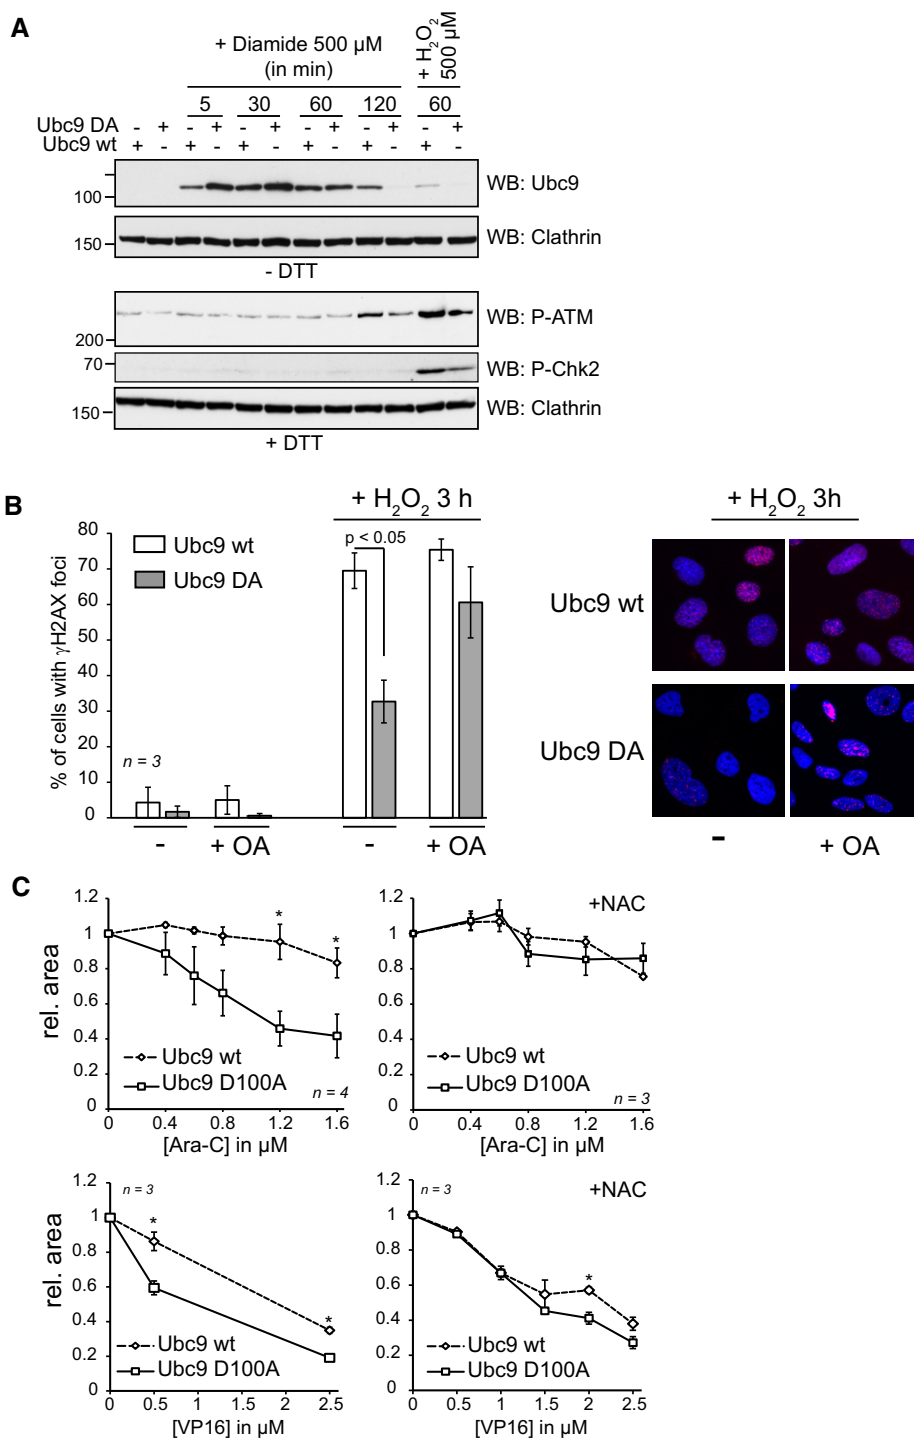 A
+ Diamide 500 µM
(in min)
+ H2O2
500 µM
5 30 60 120 60
Ubc9 DA - + - + - + - + - + - +
Ubc9 wt + - + - + - + - + - + -
100
WB: Ubc9
150
WB: Clathrin
- DTT
WB: P-ATM
200
70
WB: P-Chk2
150
WB: Clathrin
+ DTT
B
+ H2O2 3 h
% of cells with γH2AX foci
80
70
60
50
40
30
20
10
0
Ubc9 wt
Ubc9 DA
p < 0.05
n = 3
- + OA - + OA
+ H2O2 3h
Ubc9 wt
Ubc9 DA
- + OA
C
rel. area
1.2
1
0.8
0.6
0.4
0.2
0
* *
Ubc9 wt
Ubc9 D100A
n = 4
0 0.4 0.8 1.2 1.6
[Ara-C] in µM
+NAC
1.2
1
0.8
0.6
0.4
0.2
0
Ubc9 wt
Ubc9 D100A
n = 3
0 0.4 0.8 1.2 1.6
[Ara-C] in µM
rel. area
1.2
1
0.8
0.6
0.4
0.2
0
n = 3
* *
Ubc9 wt
Ubc9 D100A
0 0.5 1 1.5 2 2.5
[VP16] in µM
1.2
1
0.8
0.6
0.4
0.2
0
n = 3
+NAC
*
Ubc9 wt
Ubc9 D100A
0 0.5 1 1.5 2 2.5
[VP16] in µM